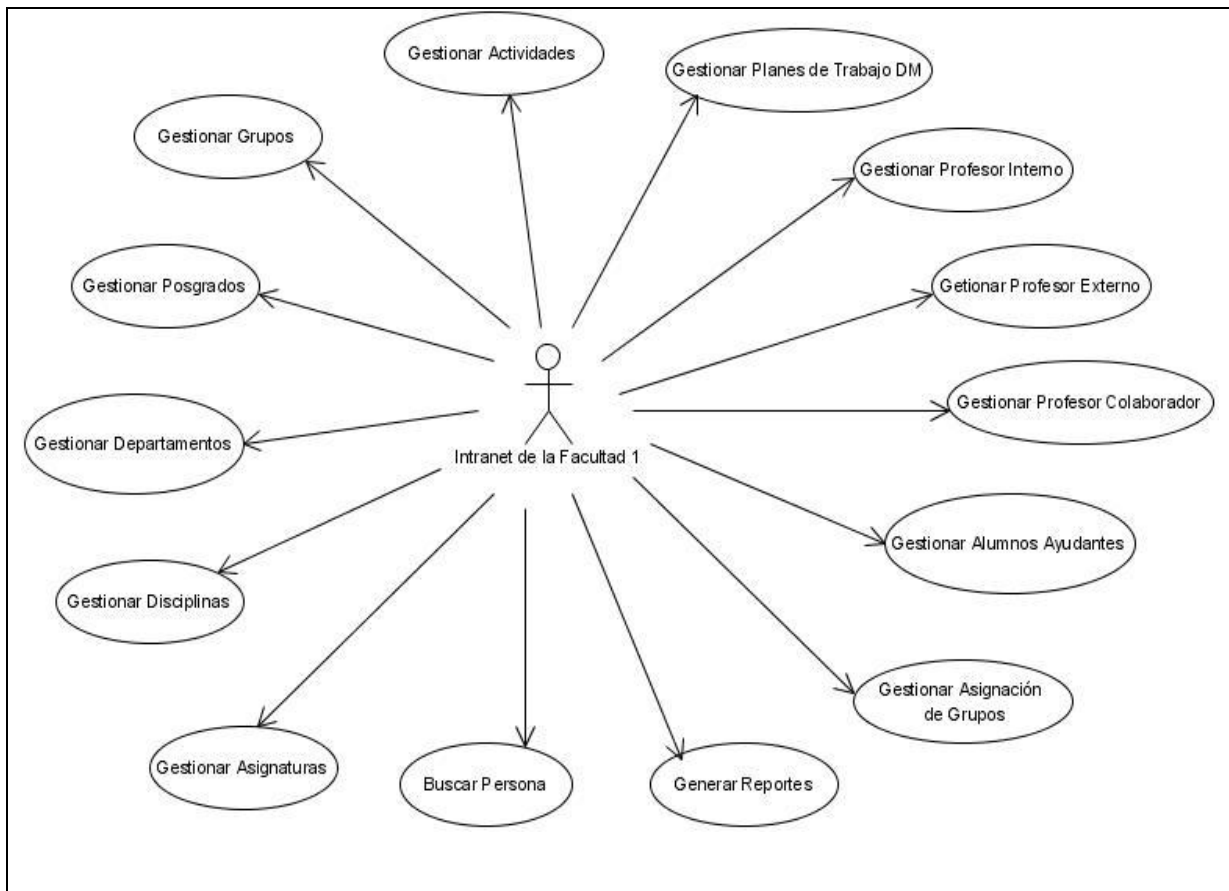 Gestionar Actividades
Gestionar Planes de Trabajo DM
Gestionar Grupos
Gestionar Profesor Interno
Gestionar Posgrados
Getionar Profesor Externo
Gestionar Profesor Colaborador
Gestionar Departamentos
Intranet de la Facultad 1
Gestionar Alumnos Ayudantes
Gestionar Disciplinas
Gestionar Asignación
de Grupos
Gestionar Asignaturas
Buscar Persona
Generar Reportes